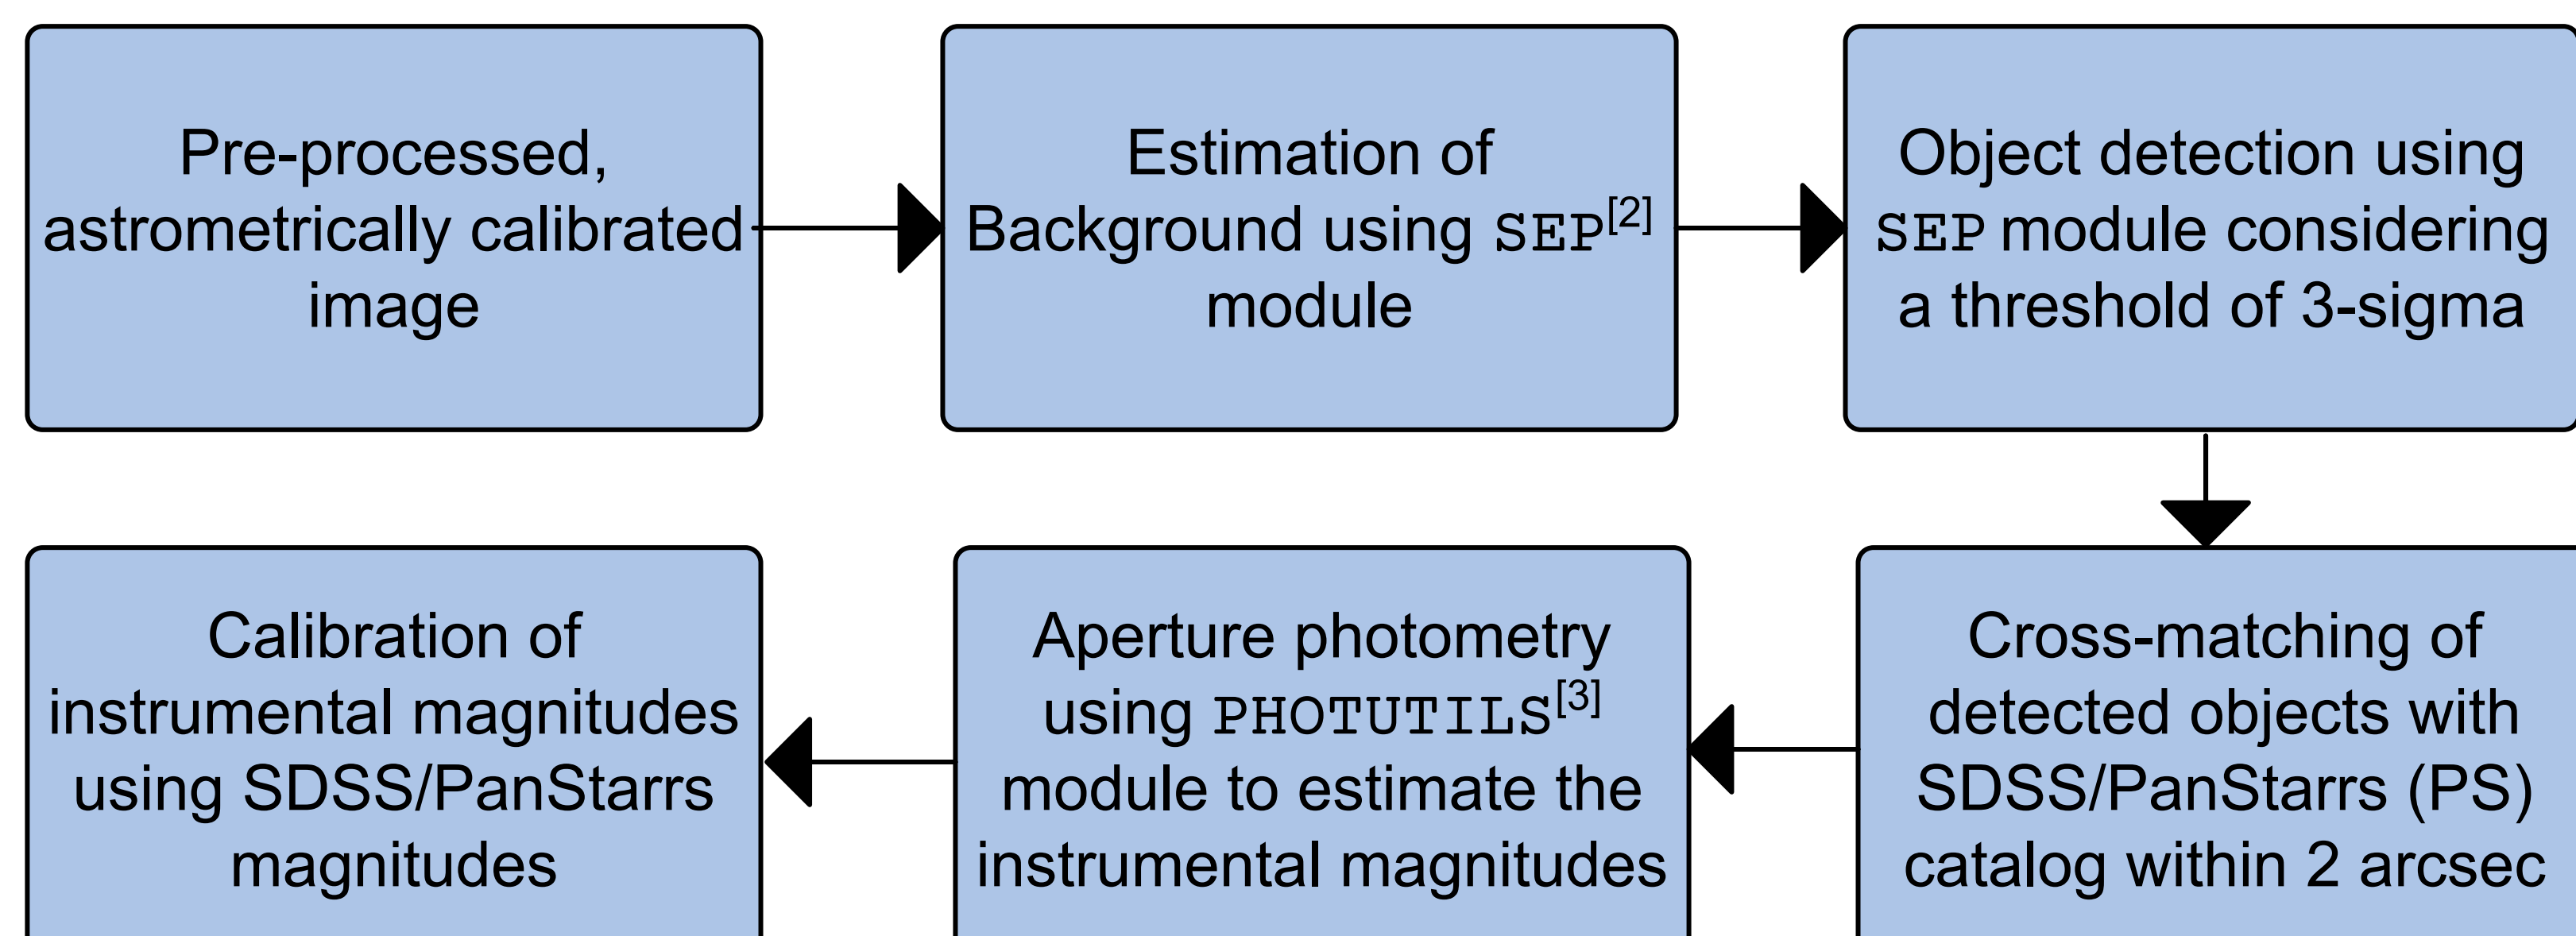 Pre-processed,
astrometrically calibrated
image
Estimation of
Background using SEP[2]
module
Object detection using
SEP module considering
a threshold of 3-sigma
Cross-matching of
detected objects with
SDSS/PanStarrs (PS)
catalog within 2 arcsec
Aperture photometry
using PHOTUTILS[3]
module to estimate the
instrumental magnitudes
Calibration of
instrumental magnitudes
using SDSS/PanStarrs
magnitudes